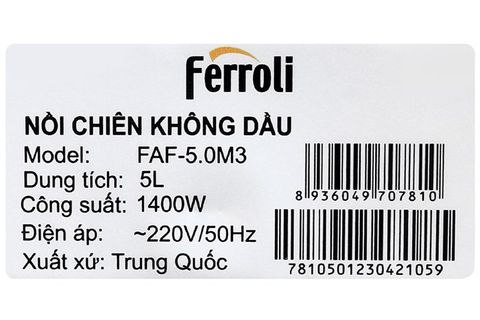 Ferroli
NỒI CHIÊN KHÔNG DẦU
Model: FAF-5.0M3
Dung tích: 5L
Công suất: 1400W
Điện áp: ~220V/50Hz
Xuất xứ: Trung Quốc
8 936049 707810
7810501230421059